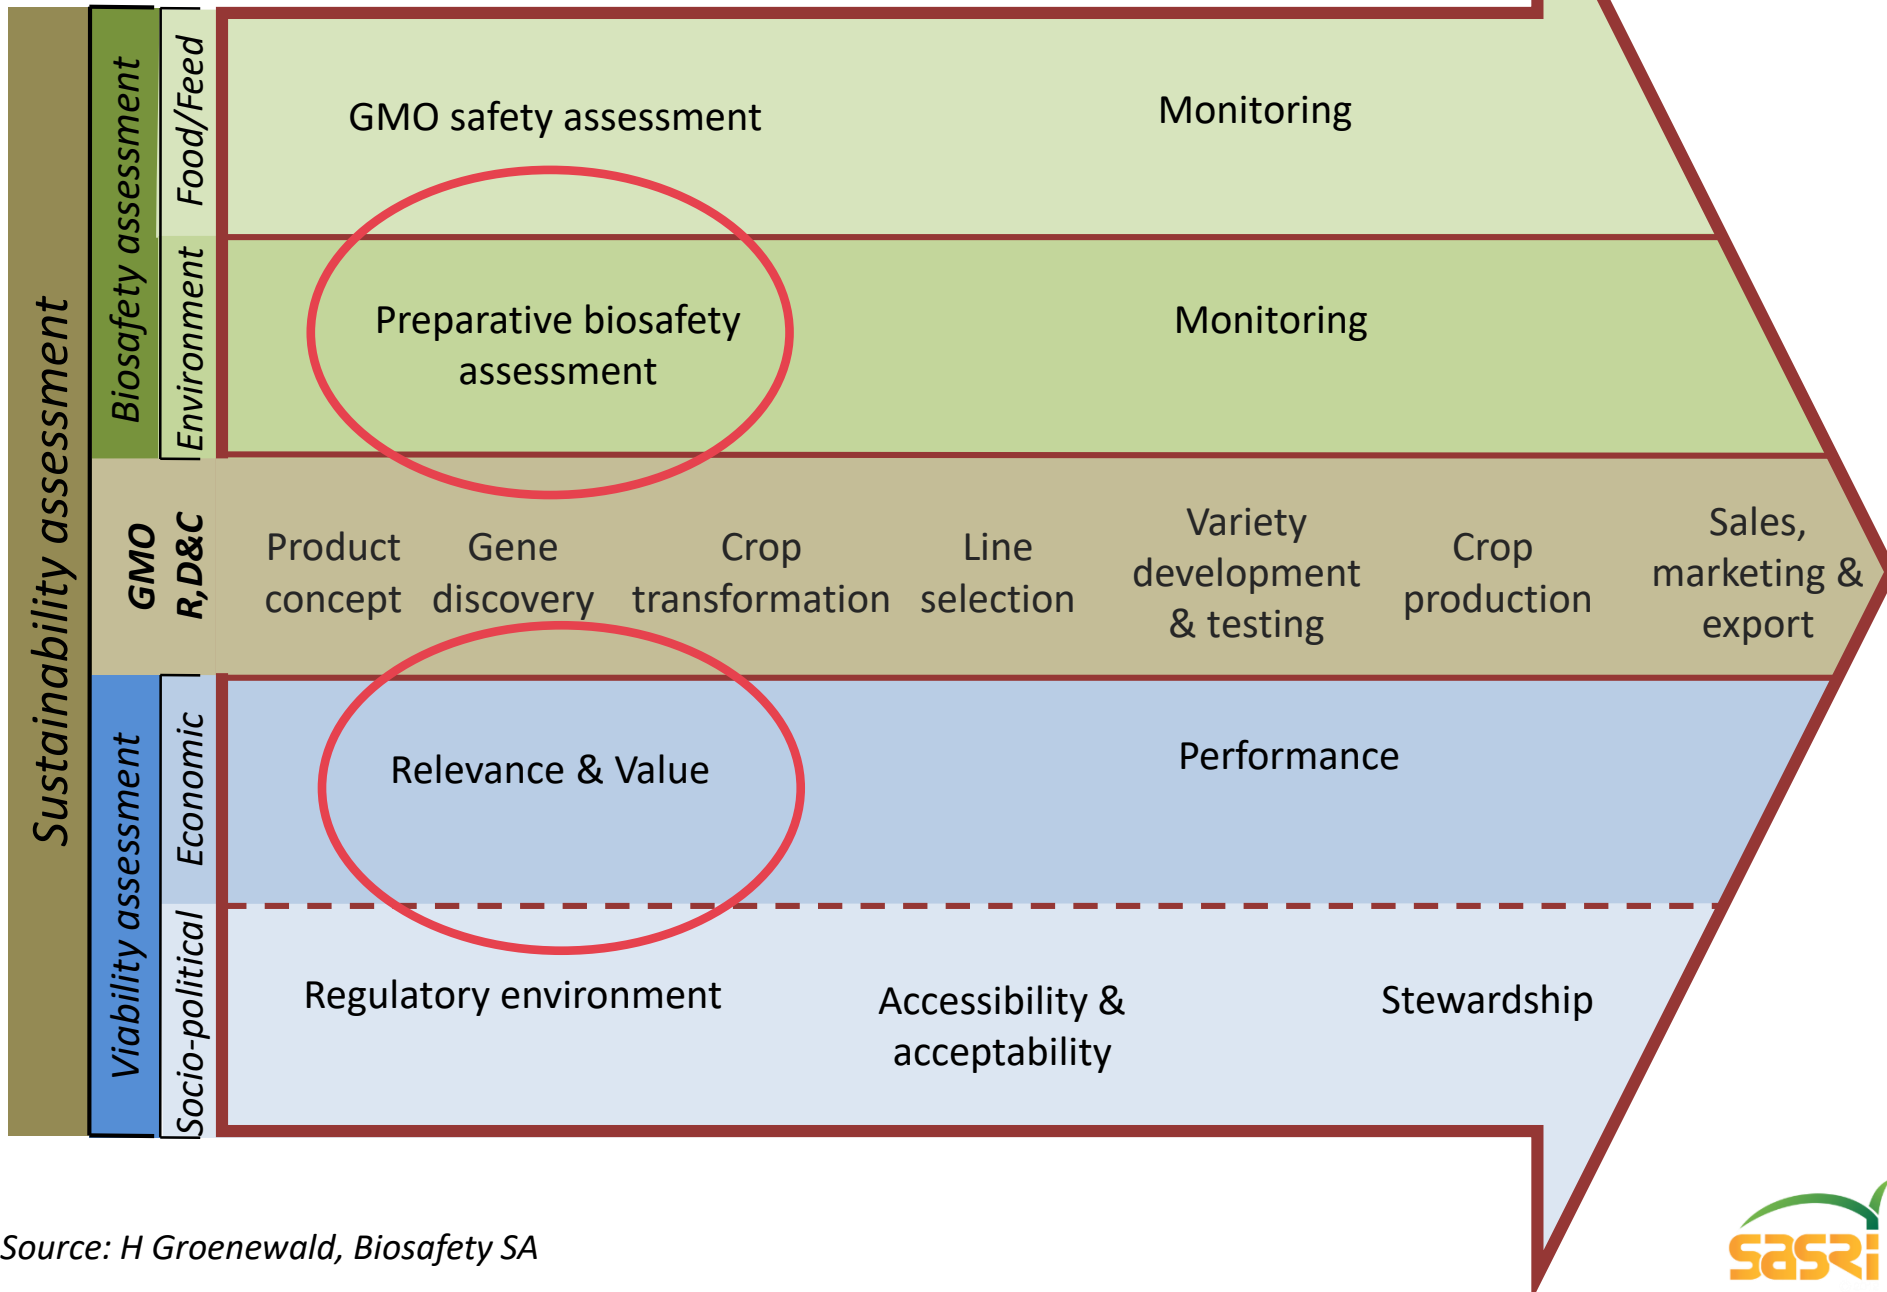 Sustainability assessment
Biosafety assessment
Food/Feed
GMO safety assessment
Monitoring
Environment
Preparative biosafety
assessment
Monitoring
GMO
R,D&C
Product
concept
Gene
discovery
Crop
transformation
Line
selection
Variety
development
& testing
Crop
production
Sales,
marketing &
export
Viability assessment
Economic
Relevance & Value
Performance
Socio-political
Regulatory environment
Accessibility &
acceptability
Stewardship
Source: H Groenewald, Biosafety SA
sasri